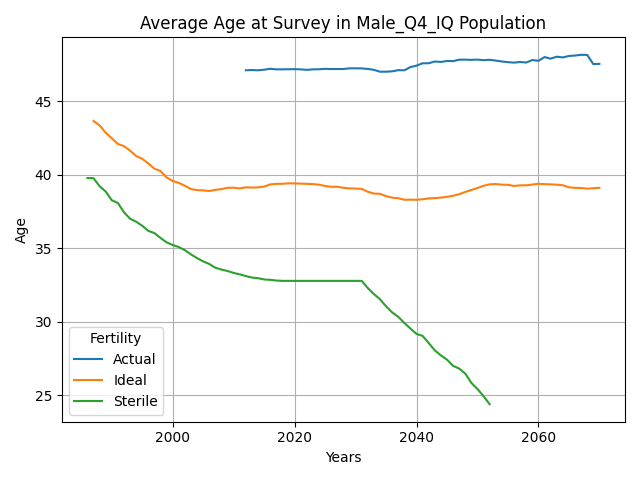 Average Age at Survey in Male_Q4_IQ Population
Age
45
40
35
30
25
Fertility
Actual
Ideal
Sterile
2000
2020
2040
2060
Years